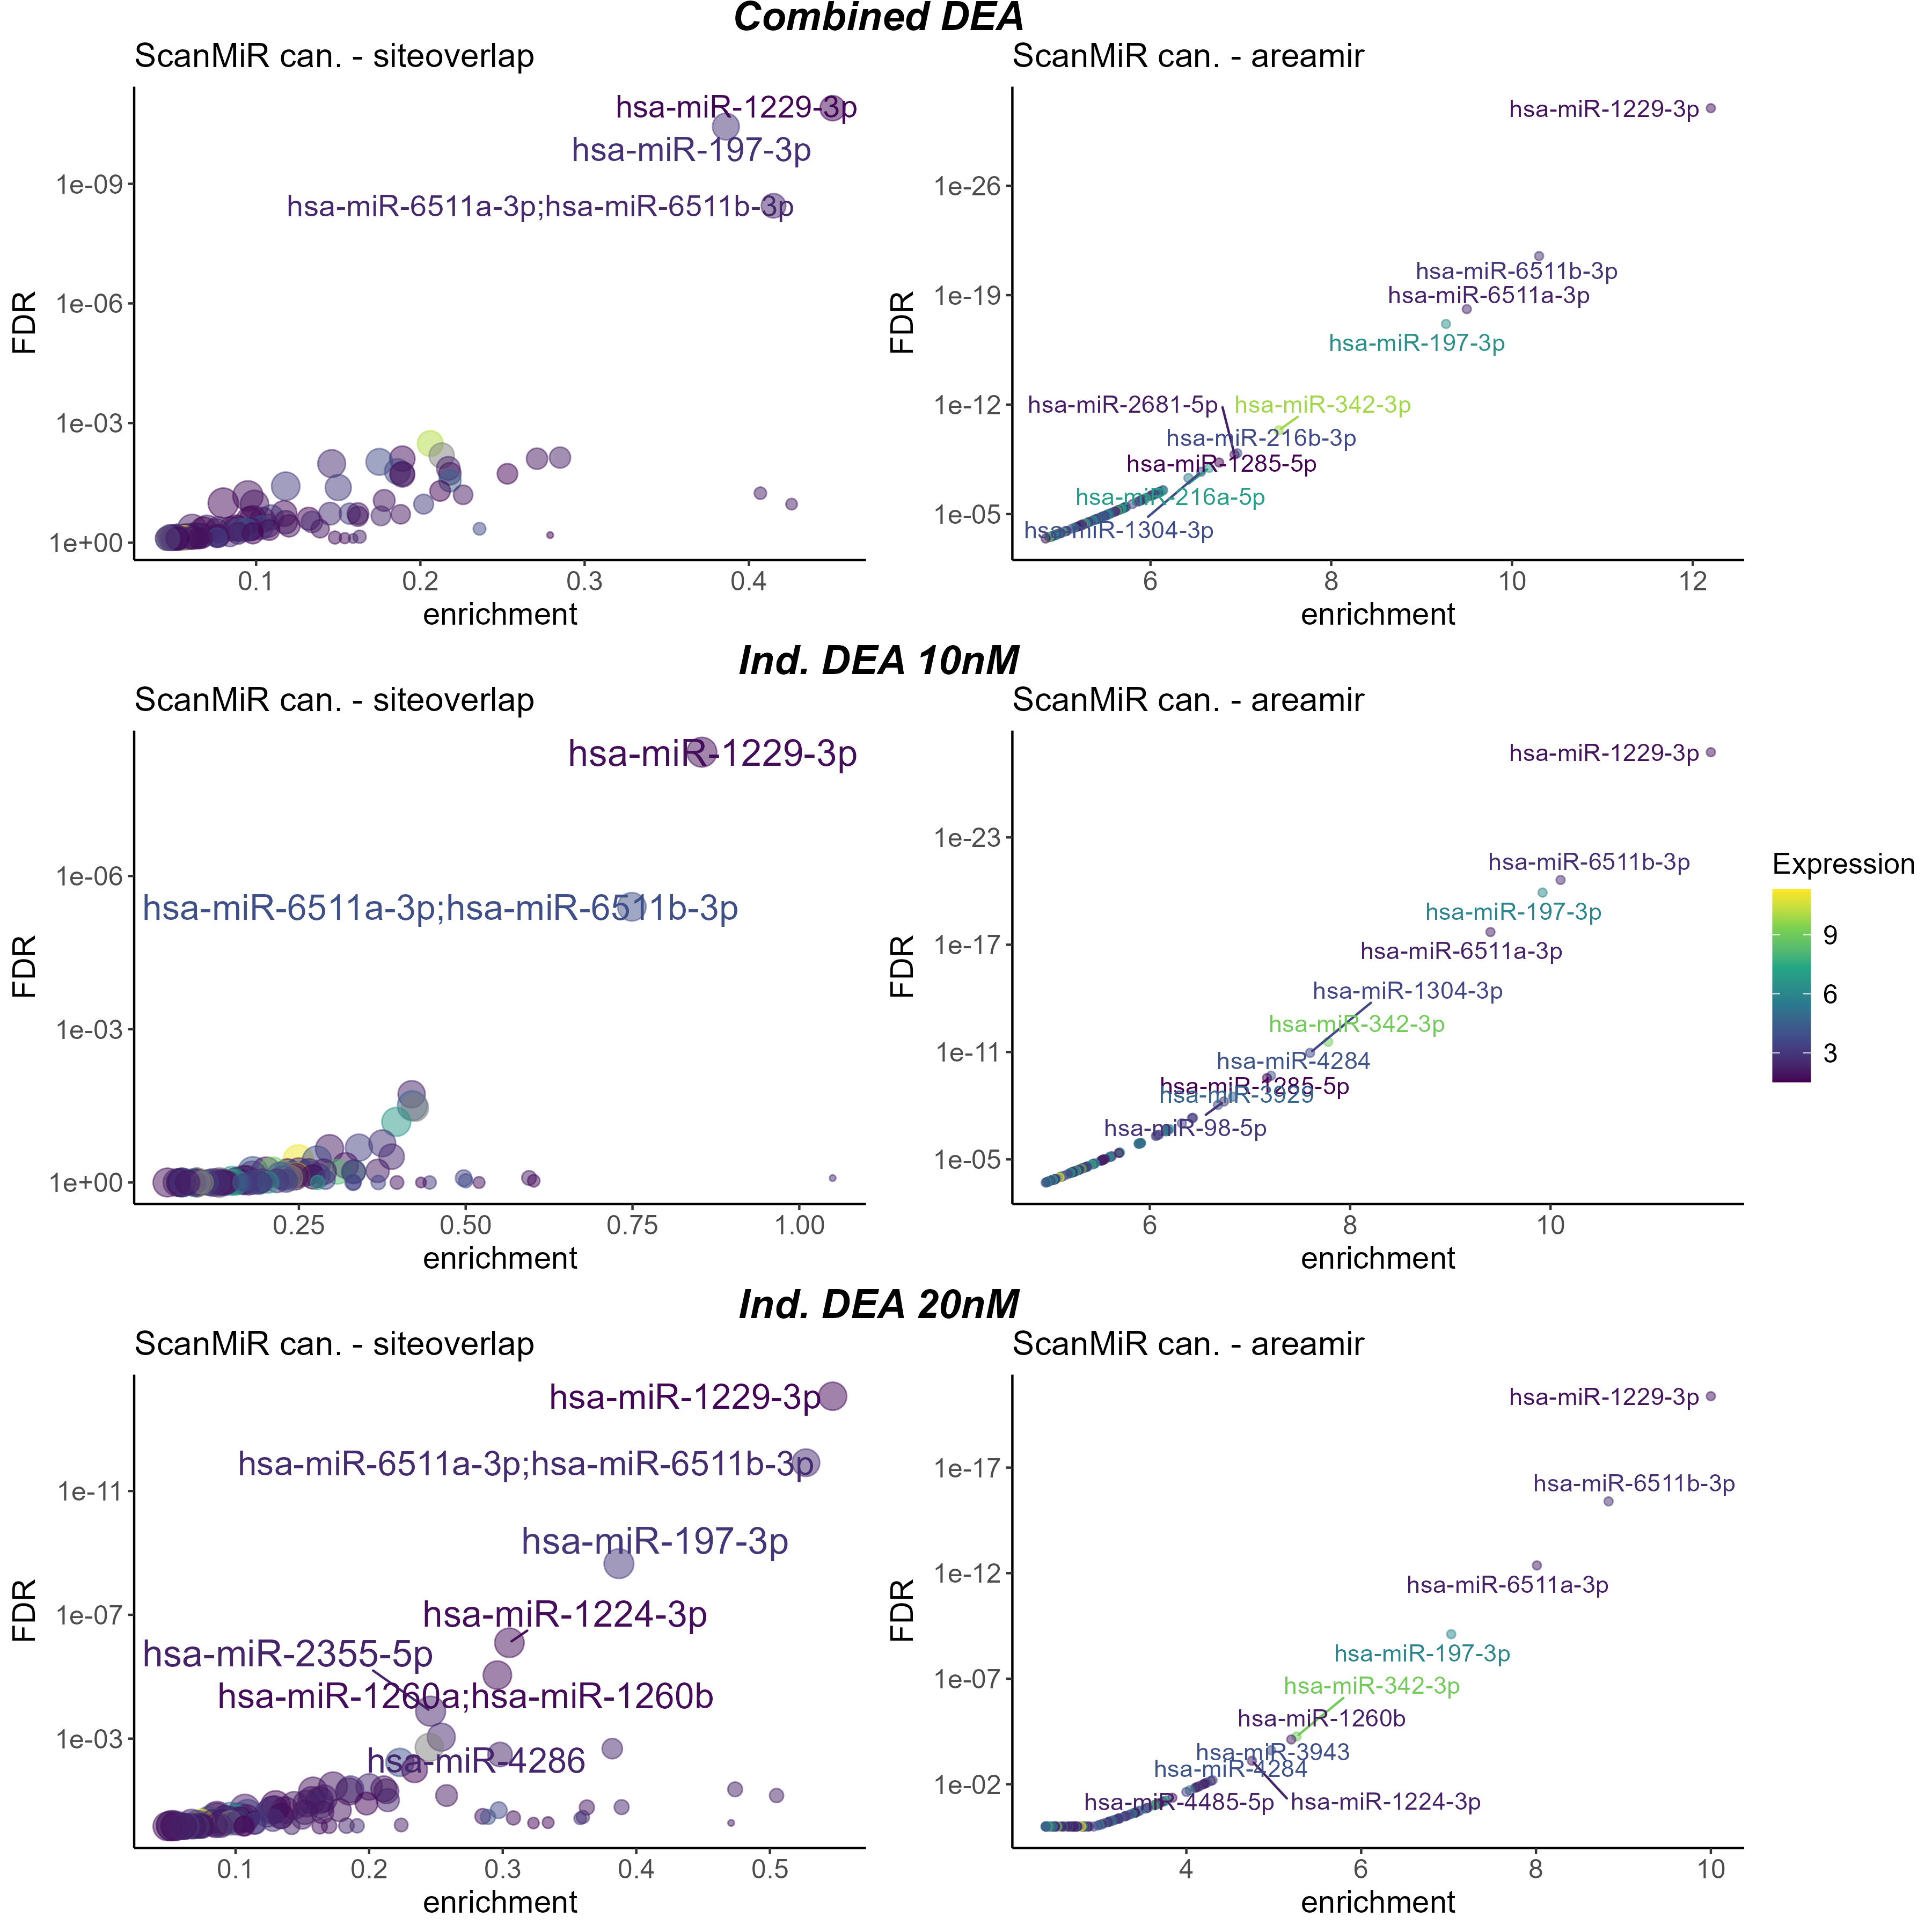 Combined DEA
ScanMiR can. - siteoverlap
hsa-miR-1229-3p
hsa-miR-197-3p
hsa-miR-6511a-3p;hsa-miR-6511b-3p
FDR
1e-09
1e-06
1e-03
1e+00
0.1 0.2 0.3 0.4
enrichment
ScanMiR can. - areamir
hsa-miR-1229-3p
hsa-miR-6511b-3p
hsa-miR-6511a-3p
hsa-miR-197-3p
hsa-miR-2681-5p
hsa-miR-342-3p
hsa-miR-216b-3p
hsa-miR-1285-5p
hsa-miR-216a-5p
hsa-miR-1304-3p
FDR
1e-26
1e-19
1e-12
1e-05
6 8 10 12
enrichment
Ind. DEA 10nM
ScanMiR can. - siteoverlap
hsa-miR-1229-3p
hsa-miR-6511a-3p;hsa-miR-6511b-3p
FDR
1e-06
1e-03
1e+00
0.25 0.50 0.75 1.00
enrichment
ScanMiR can. - areamir
hsa-miR-1229-3p
hsa-miR-6511b-3p
hsa-miR-197-3p
hsa-miR-6511a-3p
hsa-miR-1304-3p
hsa-miR-342-3p
hsa-miR-4284
hsa-miR-1285-5p
hsa-miR-3929
hsa-miR-98-5p
FDR
1e-23
1e-17
1e-11
1e-05
6 8 10
enrichment
Expression
9
6
3
Ind. DEA 20nM
ScanMiR can. - siteoverlap
hsa-miR-1229-3p
hsa-miR-6511a-3p;hsa-miR-6511b-3p
hsa-miR-197-3p
hsa-miR-1224-3p
hsa-miR-2355-5p
hsa-miR-1260a;hsa-miR-1260b
hsa-miR-4286
FDR
1e-11
1e-07
1e-03
0.1 0.2 0.3 0.4 0.5
enrichment
ScanMiR can. - areamir
hsa-miR-1229-3p
hsa-miR-6511b-3p
hsa-miR-6511a-3p
hsa-miR-197-3p
hsa-miR-342-3p
hsa-miR-1260b
hsa-miR-3943
hsa-miR-4284
hsa-miR-4485-5p
hsa-miR-1224-3p
FDR
1e-17
1e-12
1e-07
1e-02
4 6 8 10
enrichment